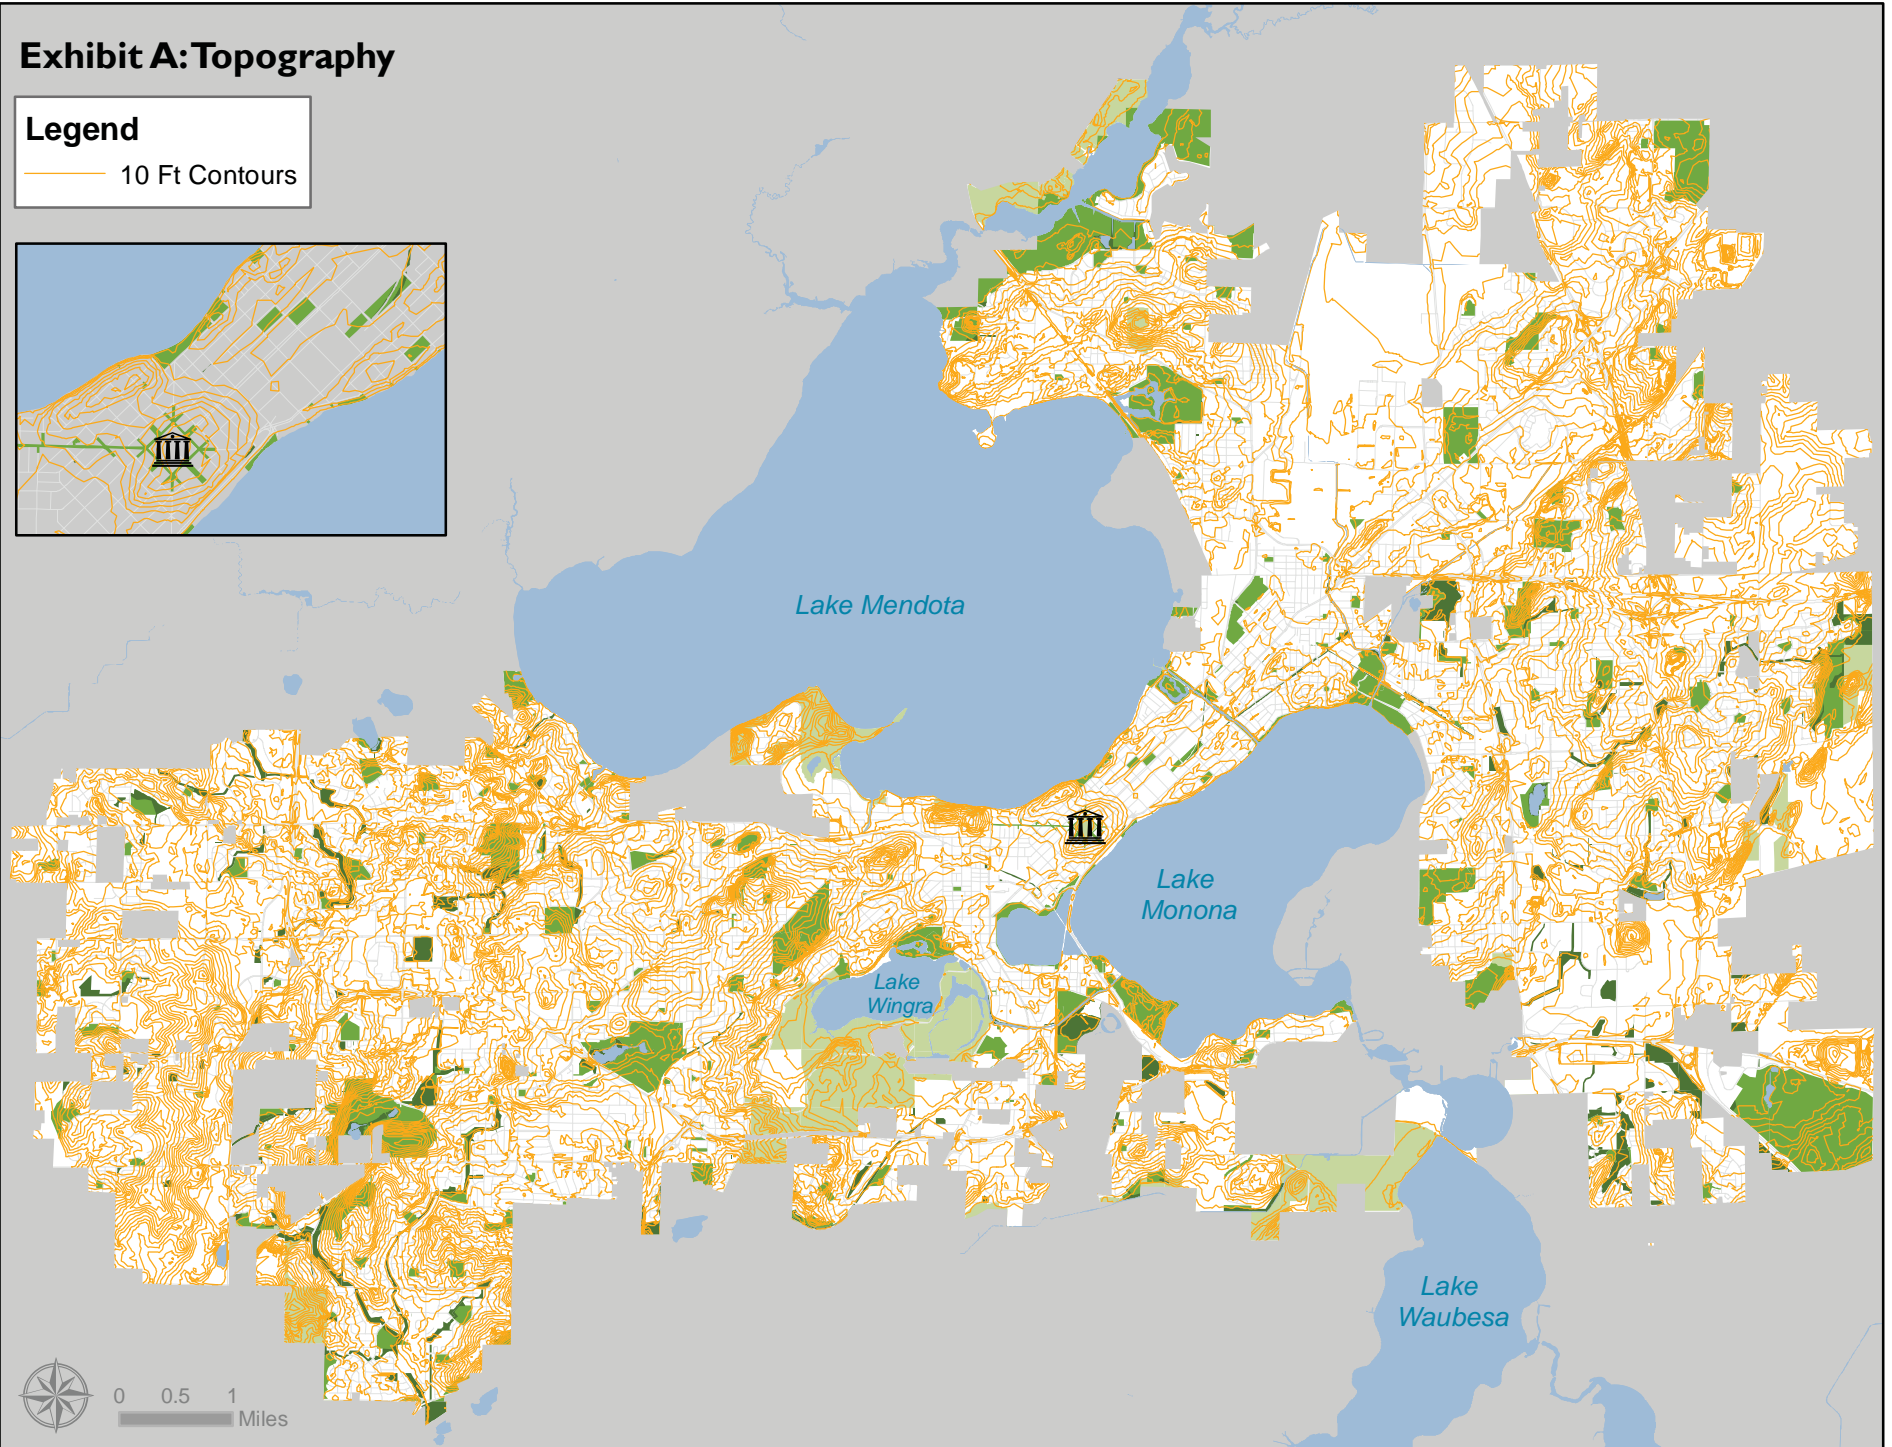 Exhibit A: Topography
Legend
10 Ft Contours
Lake Mendota
Lake
Monona
Lake
Wingra
Lake
Waubesa
0 0.5 1
Miles